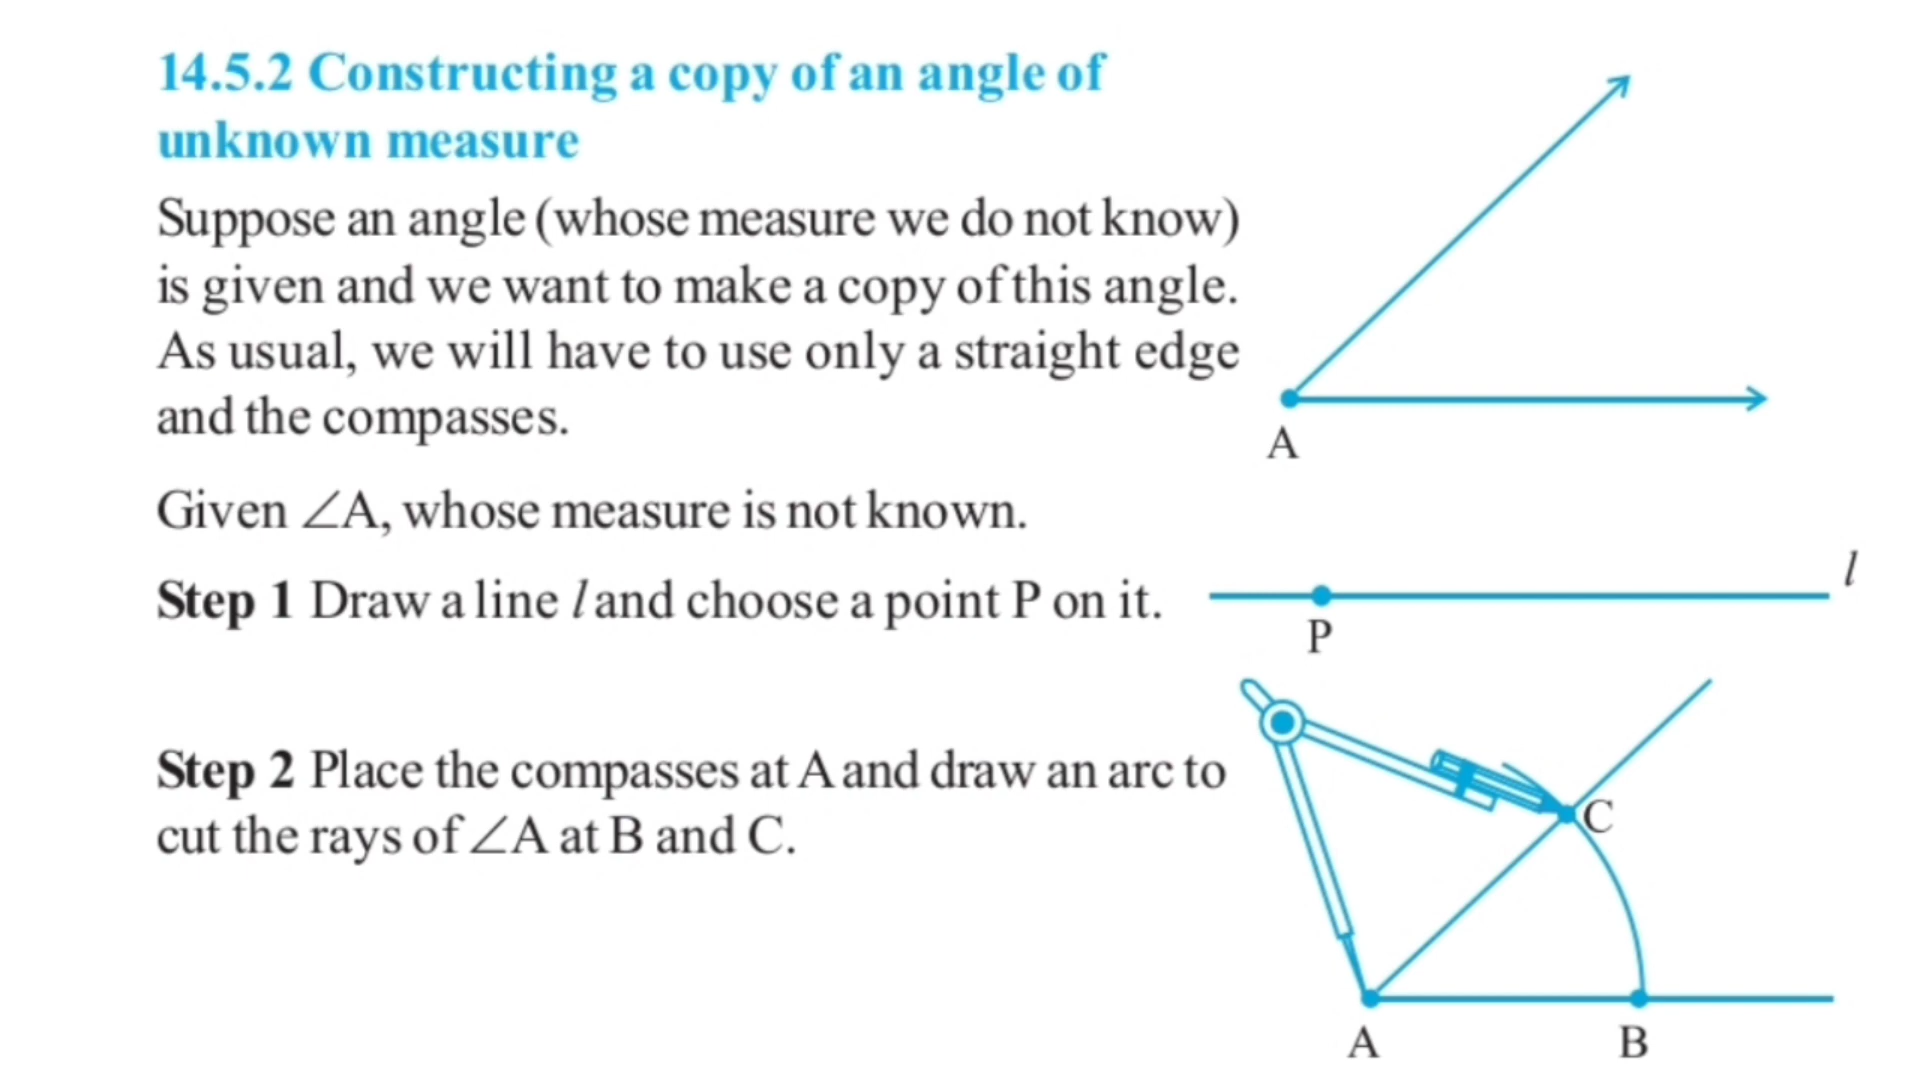 14.5.2 Constructing a copy of an angle of
unknown measure
Suppose an angle (whose measure we do not know)
is given and we want to make a copy of this angle.
As usual, we will have to use only a straight edge
and the compasses.
A
Given ∠A, whose measure is not known.
Step 1 Draw a line l and choose a point P on it.
l
P
Step 2 Place the compasses at A and draw an arc to
cut the rays of ∠A at B and C.
C
A
B